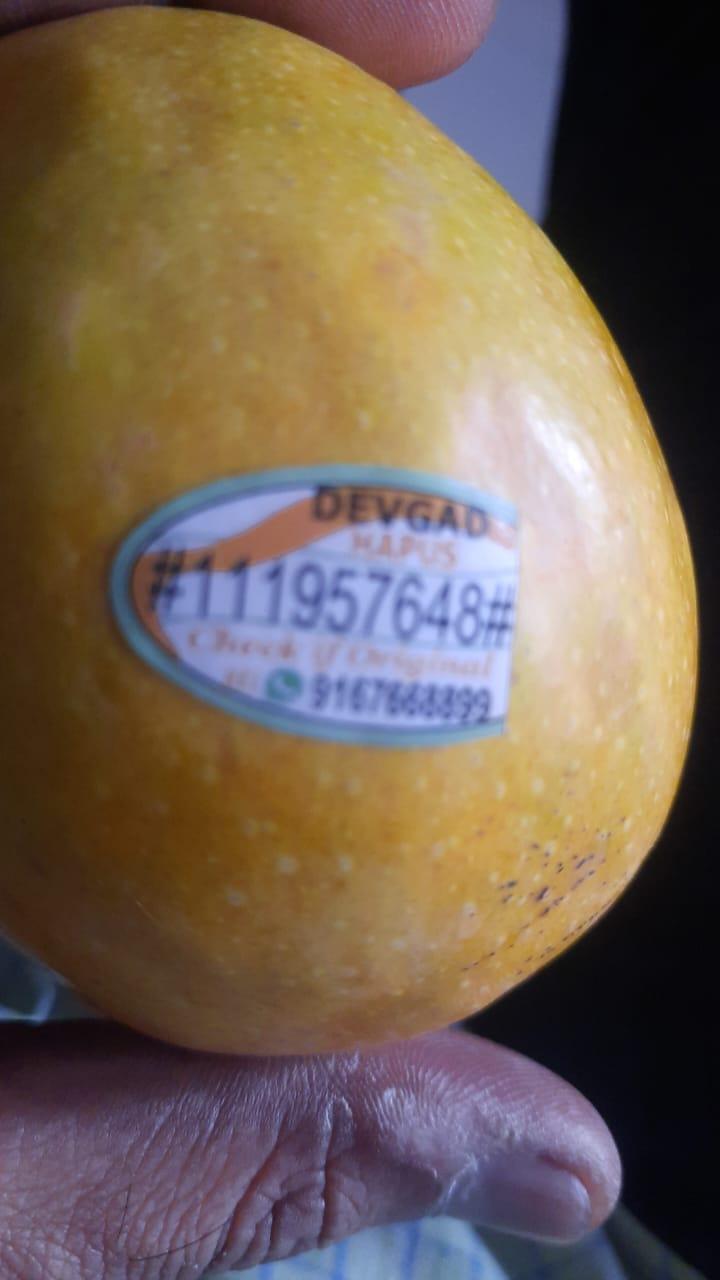 DEVGAD
HAPUS
#111957648#
Check if Original
9167668899